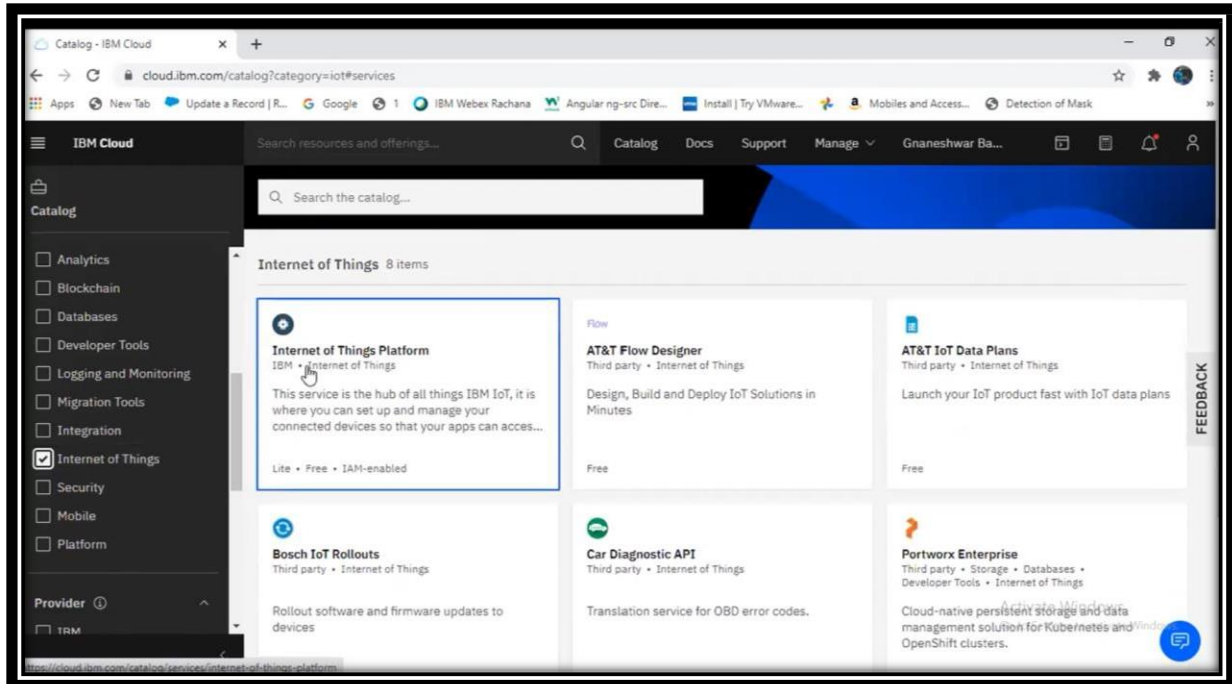 Catalog - IBM Cloud
cloud.ibm.com/catalog?category=iot#services
Apps New Tab Update a Record | R... Google 1 IBM Webex Rachana Angular ng-src Dire... Install | Try VMware... Mobiles and Access... Detection of Mask
IBM Cloud Search resources and offerings... Catalog Docs Support Manage Gnaneshwar Ba...
Catalog
Analytics
Blockchain
Databases
Developer Tools
Logging and Monitoring
Migration Tools
Integration
Internet of Things
Security
Mobile
Platform
Provider
IBM
Search the catalog...
Internet of Things 8 items
Internet of Things Platform
IBM • Internet of Things
This service is the hub of all things IBM IoT, it is
where you can set up and manage your
connected devices so that your apps can acces...
Lite • Free • IAM-enabled
Flow
AT&T Flow Designer
Third party • Internet of Things
Design, Build and Deploy IoT Solutions in
Minutes
Free
AT&T IoT Data Plans
Third party • Internet of Things
Launch your IoT product fast with IoT data plans
Free
Bosch IoT Rollouts
Third party • Internet of Things
Rollout software and firmware updates to
devices
Car Diagnostic API
Third party • Internet of Things
Translation service for OBD error codes.
Portworx Enterprise
Third party • Storage • Databases •
Developer Tools • Internet of Things
Cloud-native persistent storage and data
management solution for Kubernetes and
OpenShift clusters.
Activate Windows
FEEDBACK
https://cloud.ibm.com/catalog/services/internet-of-things-platform